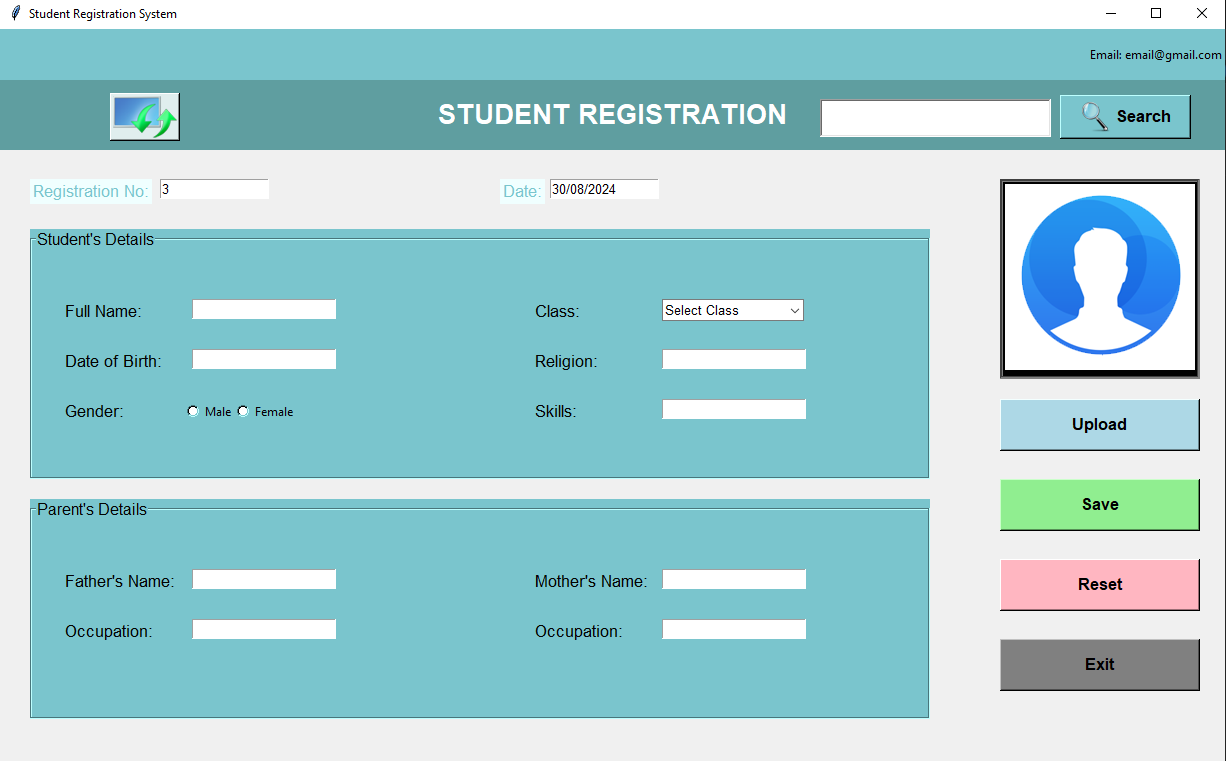 Student Registration System
Email: email@gmail.com
STUDENT REGISTRATION
Search
Registration No: 3
Date: 30/08/2024
Student's Details
Full Name:
Class: Select Class
Date of Birth:
Religion:
Gender: Male Female
Skills:
Upload
Save
Parent's Details
Father's Name:
Mother's Name:
Reset
Occupation:
Occupation:
Exit